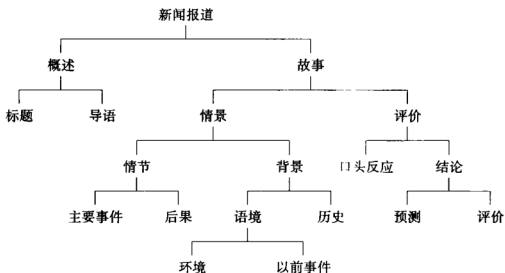 新闻报道
概述 故事
标题 导语 情景 评价
情节 背景 口头反应 结论
主要事件 后果 语境 历史 预测 评价
环境 以前事件